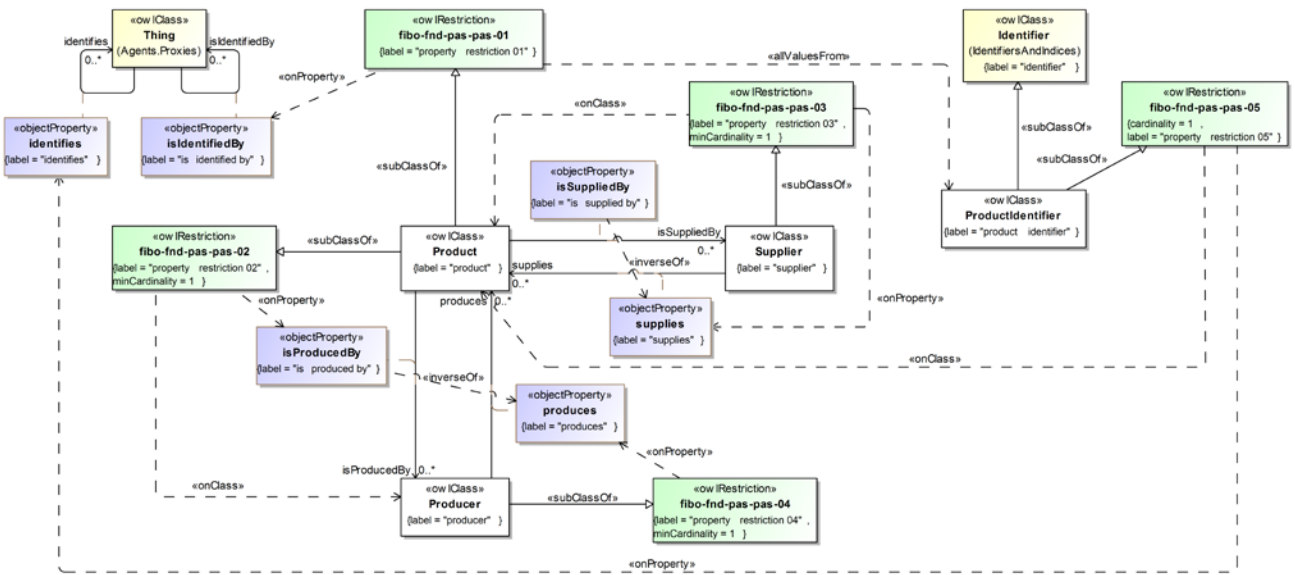 «owlClass»
Thing
(Agents.Proxies)
identifies
0..*
isIdentifiedBy
0..*
«objectProperty»
identifies
{label = "identifies" }
«objectProperty»
isIdentifiedBy
{label = "is identified by" }
«onProperty»
«owlRestriction»
fibo-fnd-pas-pas-01
{label = "property restriction 01" }
«allValuesFrom»
«owlClass»
Identifier
(IdentifiersAndIndices)
{label = "identifier" }
«owlRestriction»
fibo-fnd-pas-pas-03
{label = "property restriction 03" ,
minCardinality = 1 }
«onClass»
«owlRestriction»
fibo-fnd-pas-pas-05
{cardinality = 1 ,
label = "property restriction 05" }
«subClassOf»
«subClassOf»
«subClassOf»
«subClassOf»
«objectProperty»
isSuppliedBy
{label = "is supplied by" }
«owlClass»
ProductIdentifier
{label = "product identifier" }
«owlRestriction»
fibo-fnd-pas-pas-02
{label = "property restriction 02" ,
minCardinality = 1 }
«subClassOf»
«owlClass»
Product
{label = "product" }
isSuppliedBy
0..*
supplies
0..*
«inverseOf»
«owlClass»
Supplier
{label = "supplier" }
«onProperty»
«onProperty»
produces
0..*
«objectProperty»
supplies
{label = "supplies" }
«objectProperty»
isProducedBy
{label = "is produced by" }
«inverseOf»
«onClass»
«objectProperty»
produces
{label = "produces" }
«onProperty»
isProducedBy
0..*
«onClass»
«owlClass»
Producer
{label = "producer" }
«subClassOf»
«owlRestriction»
fibo-fnd-pas-pas-04
{label = "property restriction 04" ,
minCardinality = 1 }
«onProperty»